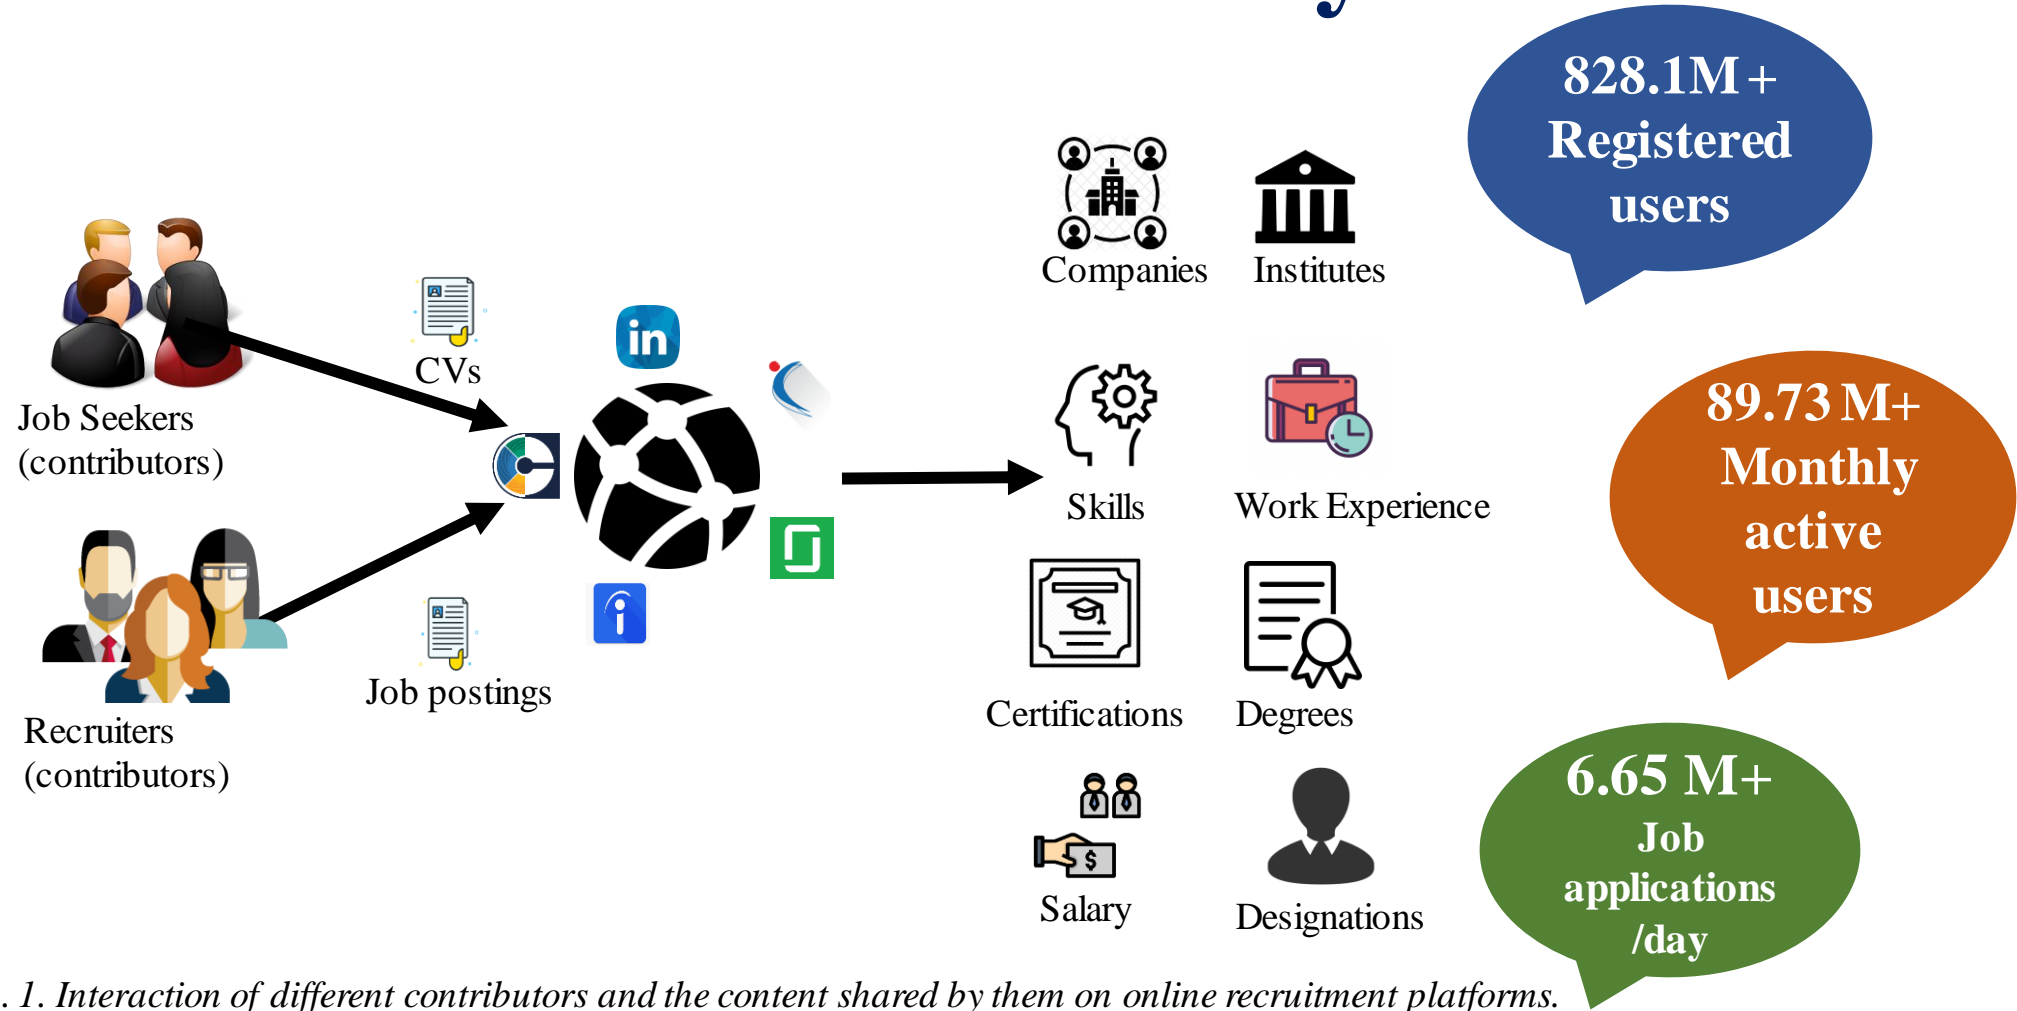 828.1M +
Registered
users
Companies
Institutes
in
CVs
Job Seekers
(contributors)
89.73 M+
Monthly
active
users
Skills
Work Experience
i
Job postings
Recruiters
(contributors)
Certifications
Degrees
6.65 M+
Job
applications
/day
$
Salary
Designations
. 1. Interaction of different contributors and the content shared by them on online recruitment platforms.